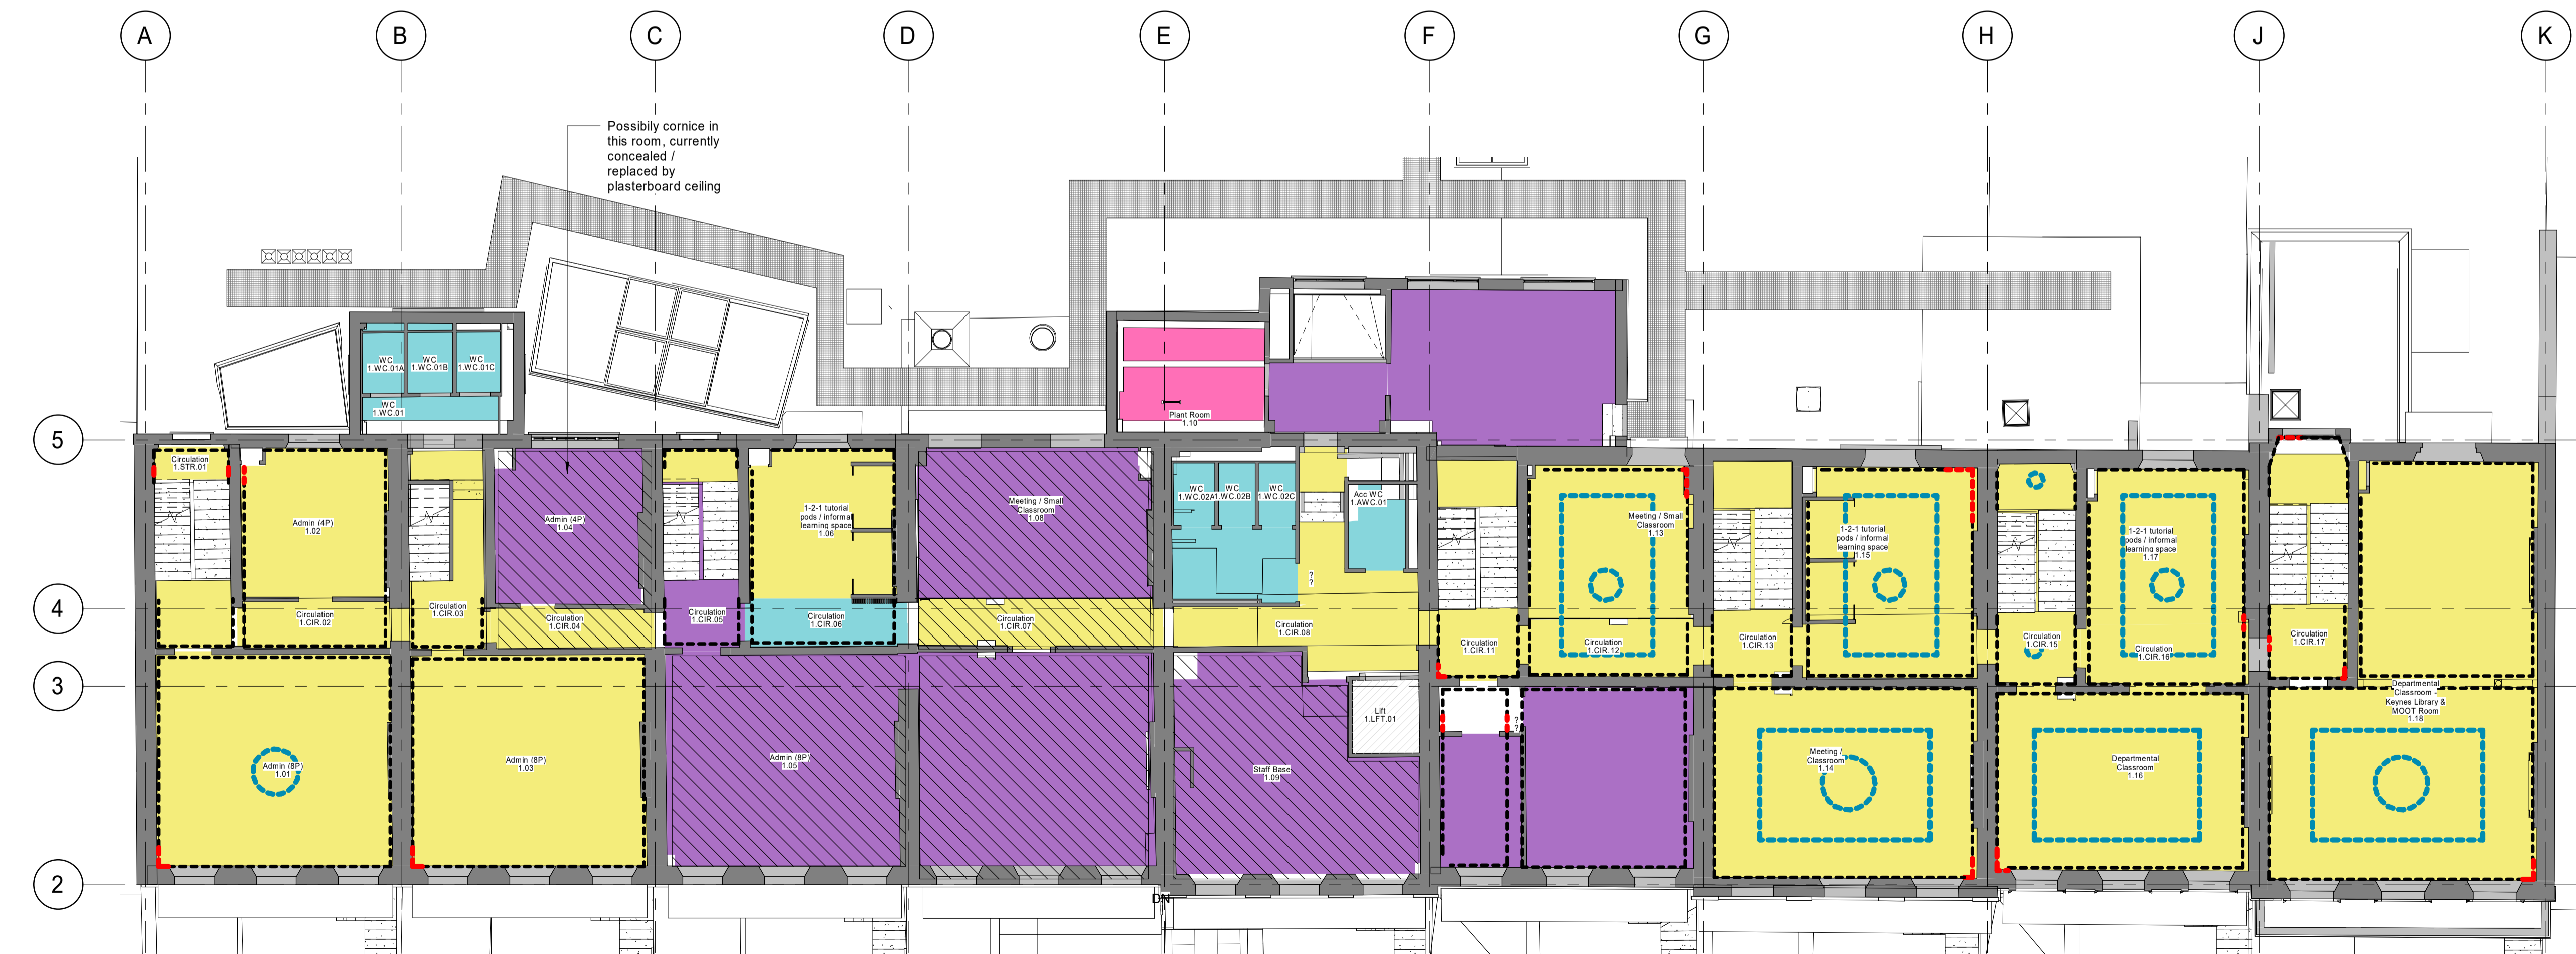 A
B
C
D
E
F
G
H
J
K
Possibily cornice in
this room, currently
concealed /
replaced by
plasterboard ceiling
WC
1.WC.01A
WC
1.WC.01B
WC
1.WC.01C
WC
1.WC.01
Plant Room
1.10
5
Circulation
1.STR.01
Admin (4P)
1.02
Admin (4P)
1.04
1-2-1 tutorial
pods / informal
learning space
1.06
Meeting / Small
Classroom
1.08
WC
1.WC.02A
WC
1.WC.02B
WC
1.WC.02C
Acc WC
1.AWC.01
Meeting / Small
Classroom
1.13
1-2-1 tutorial
pods / informal
learning space
1.15
1-2-1 tutorial
pods / informal
learning space
1.17
?
?
4
Circulation
1.CIR.02
Circulation
1.CIR.03
Circulation
1.CIR.04
Circulation
1.CIR.05
Circulation
1.CIR.06
Circulation
1.CIR.07
Circulation
1.CIR.08
Circulation
1.CIR.11
Circulation
1.CIR.12
Circulation
1.CIR.13
Circulation
1.CIR.15
Circulation
1.CIR.16
Circulation
1.CIR.17
3
Departmental
Classroom -
Keynes Library &
MOOT Room
1.18
Lift
1.LFT.01
?
?
Admin (8P)
1.01
Admin (8P)
1.03
Admin (8P)
1.05
Staff Base
1.09
Meeting /
Classroom
1.14
Departmental
Classroom
1.16
2
DN